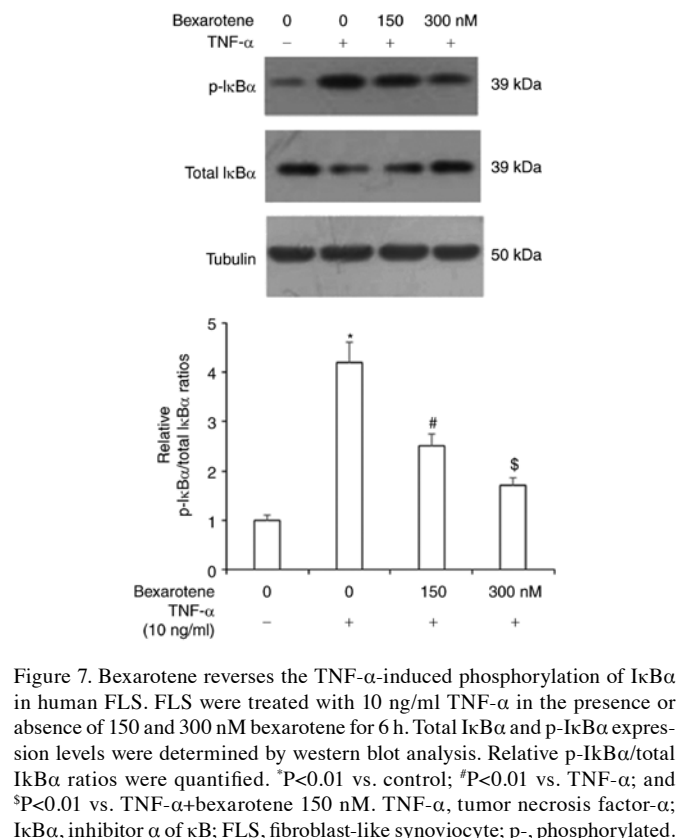 Bexarotene 0 0 150 300 nM
TNF-α − + + +
p-IκBα 39 kDa
Total IκBα 39 kDa
Tubulin 50 kDa
5
4
3
2
1
0
Relative
p-IκBα/total IκBα ratios
* # $
Bexarotene 0 0 150 300 nM
TNF-α
(10 ng/ml) − + + +
Figure 7. Bexarotene reverses the TNF-α-induced phosphorylation of IκBα
in human FLS. FLS were treated with 10 ng/ml TNF-α in the presence or
absence of 150 and 300 nM bexarotene for 6 h. Total IκBα and p-IκBα expres-
sion levels were determined by western blot analysis. Relative p-IkBα/total
IkBα ratios were quantified. *P<0.01 vs. control; #P<0.01 vs. TNF-α; and
$P<0.01 vs. TNF-α+bexarotene 150 nM. TNF-α, tumor necrosis factor-α;
IκBα, inhibitor α of κB; FLS, fibroblast-like synoviocyte; p-, phosphorylated.